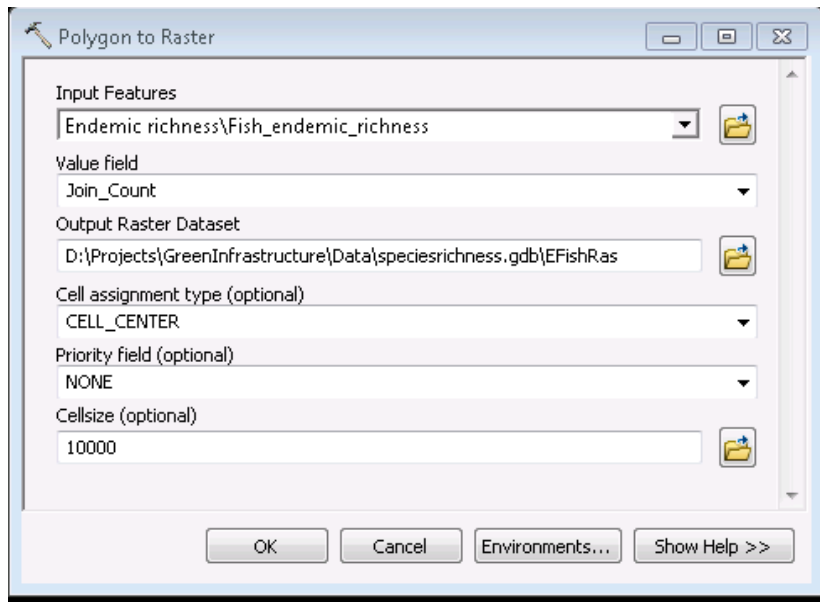 Polygon to Raster
Input Features
Endemic richness\Fish_endemic_richness
Value field
Join_Count
Output Raster Dataset
D:\Projects\GreenInfrastructure\Data\speciesrichness.gdb\EFishRas
Cell assignment type (optional)
CELL_CENTER
Priority field (optional)
NONE
Cellsize (optional)
10000
OK Cancel Environments... Show Help >>